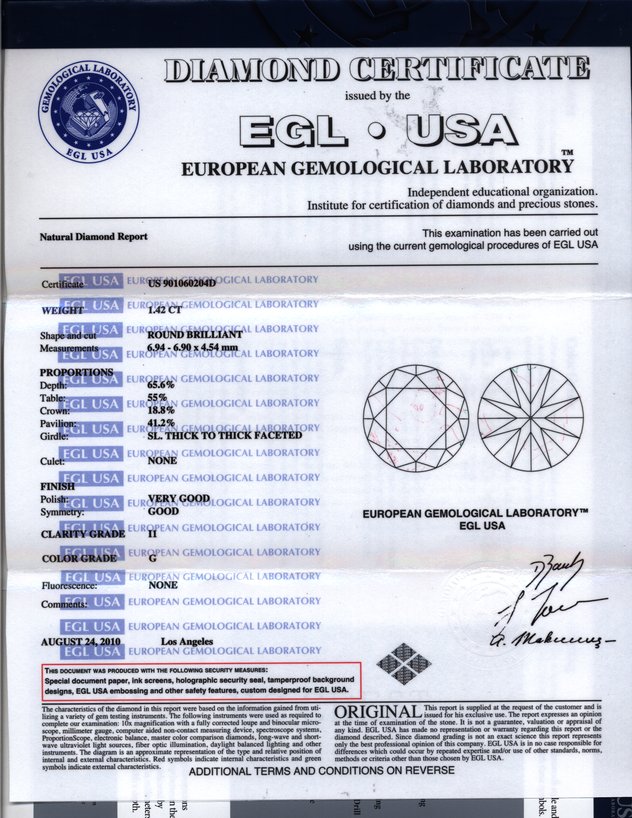 DIAMOND CERTIFICATE
issued by the
GEMOLOGICAL LABORATORY
EGL USA
EGL • USA
EUROPEAN GEMOLOGICAL LABORATORY™
Independent educational organization.
Institute for certification of diamonds and precious stones.
Natural Diamond Report
This examination has been carried out
using the current gemological procedures of EGL USA
EGL USA EUROPEAN GEMOLOGICAL LABORATORY
Certificate US 901060204D
WEIGHT 1.42 CT
Shape and cut ROUND BRILLIANT
Measurements 6.94 - 6.90 x 4.54 mm
PROPORTIONS
Depth: 65.6%
Table: 55%
Crown: 18.8%
Pavilion: 41.2%
Girdle: SL. THICK TO THICK FACETED
Culet: NONE
FINISH
Polish: VERY GOOD
Symmetry: GOOD
CLARITY GRADE I1
COLOR GRADE G
Fluorescence: NONE
Comments:
AUGUST 24, 2010 Los Angeles
EUROPEAN GEMOLOGICAL LABORATORY™
EGL USA
THIS DOCUMENT WAS PRODUCED WITH THE FOLLOWING SECURITY MEASURES:
Special document paper, ink screens, holographic security seal, tamperproof background
designs, EGL USA embossing and other safety features, custom designed for EGL USA.
The characteristics of the diamond in this report were based on the information gained from uti-
lizing a variety of gem testing instruments. The following instruments were used as required to
complete our examination: 10x magnification with a fully corrected loupe and binocular micro-
scope, millimeter gauge, computer aided non-contact measuring device, spectroscope systems,
ProportionScope, electronic balance, master color comparison diamonds, long-wave and short-
wave ultraviolet light sources, fiber optic illumination, daylight balanced lighting and other
instruments. The diagram is an approximate representation of the type and relative position of
internal and external characteristics. Red symbols indicate internal characteristics and green
symbols indicate external characteristics.
ORIGINAL This report is supplied at the request of the customer and is
issued for his exclusive use. The report expresses an opinion
at the time of examination of the stone. It is not a guarantee, valuation or appraisal of
any kind. EGL USA has made no representation or warranty regarding this report or the
diamond described. Since diamond grading is not an exact science this report represents
only the best professional opinion of this company. EGL USA is in no case responsible for
differences which could occur by repeated expertise and/or use of other standards, norms,
methods or criteria other than those chosen by EGL USA.
ADDITIONAL TERMS AND CONDITIONS ON REVERSE